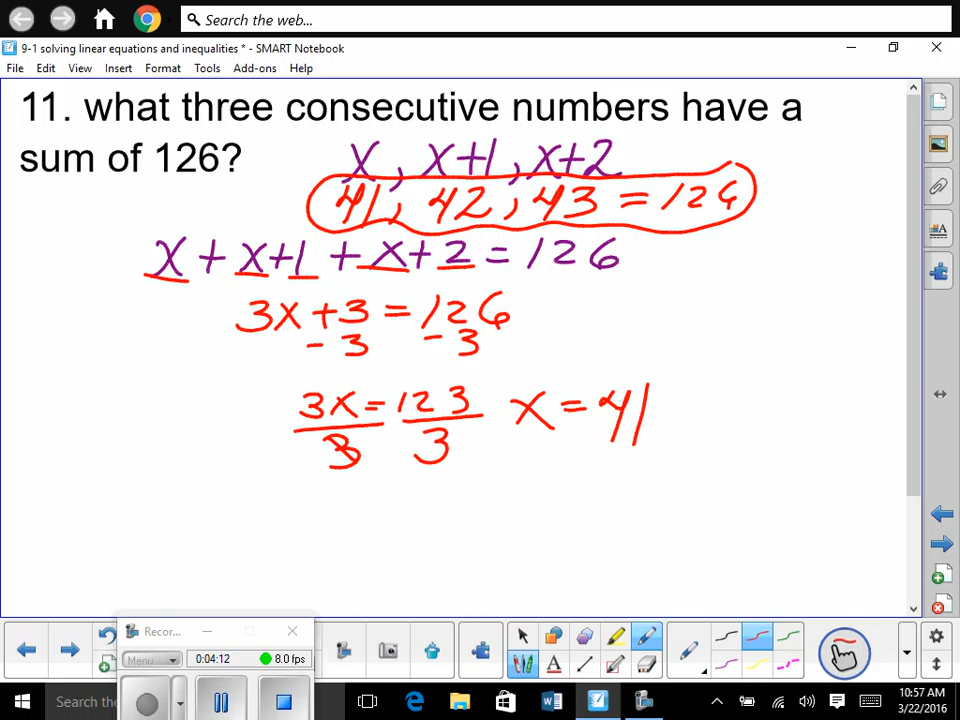 Search the web...
9-1 solving linear equations and inequalities * - SMART Notebook
File Edit View Insert Format Tools Add-ons Help
11. what three consecutive numbers have a
sum of 126?
x, x+1, x+2
41, 42, 43 = 126
x + x+1 + x+2 = 126
3x+3 = 126
-3 -3
3x = 123 x = 41
3 3
Recor...
Menu 0:04:12 8.0 fps
A
Search
W
10:57 AM
3/22/2016